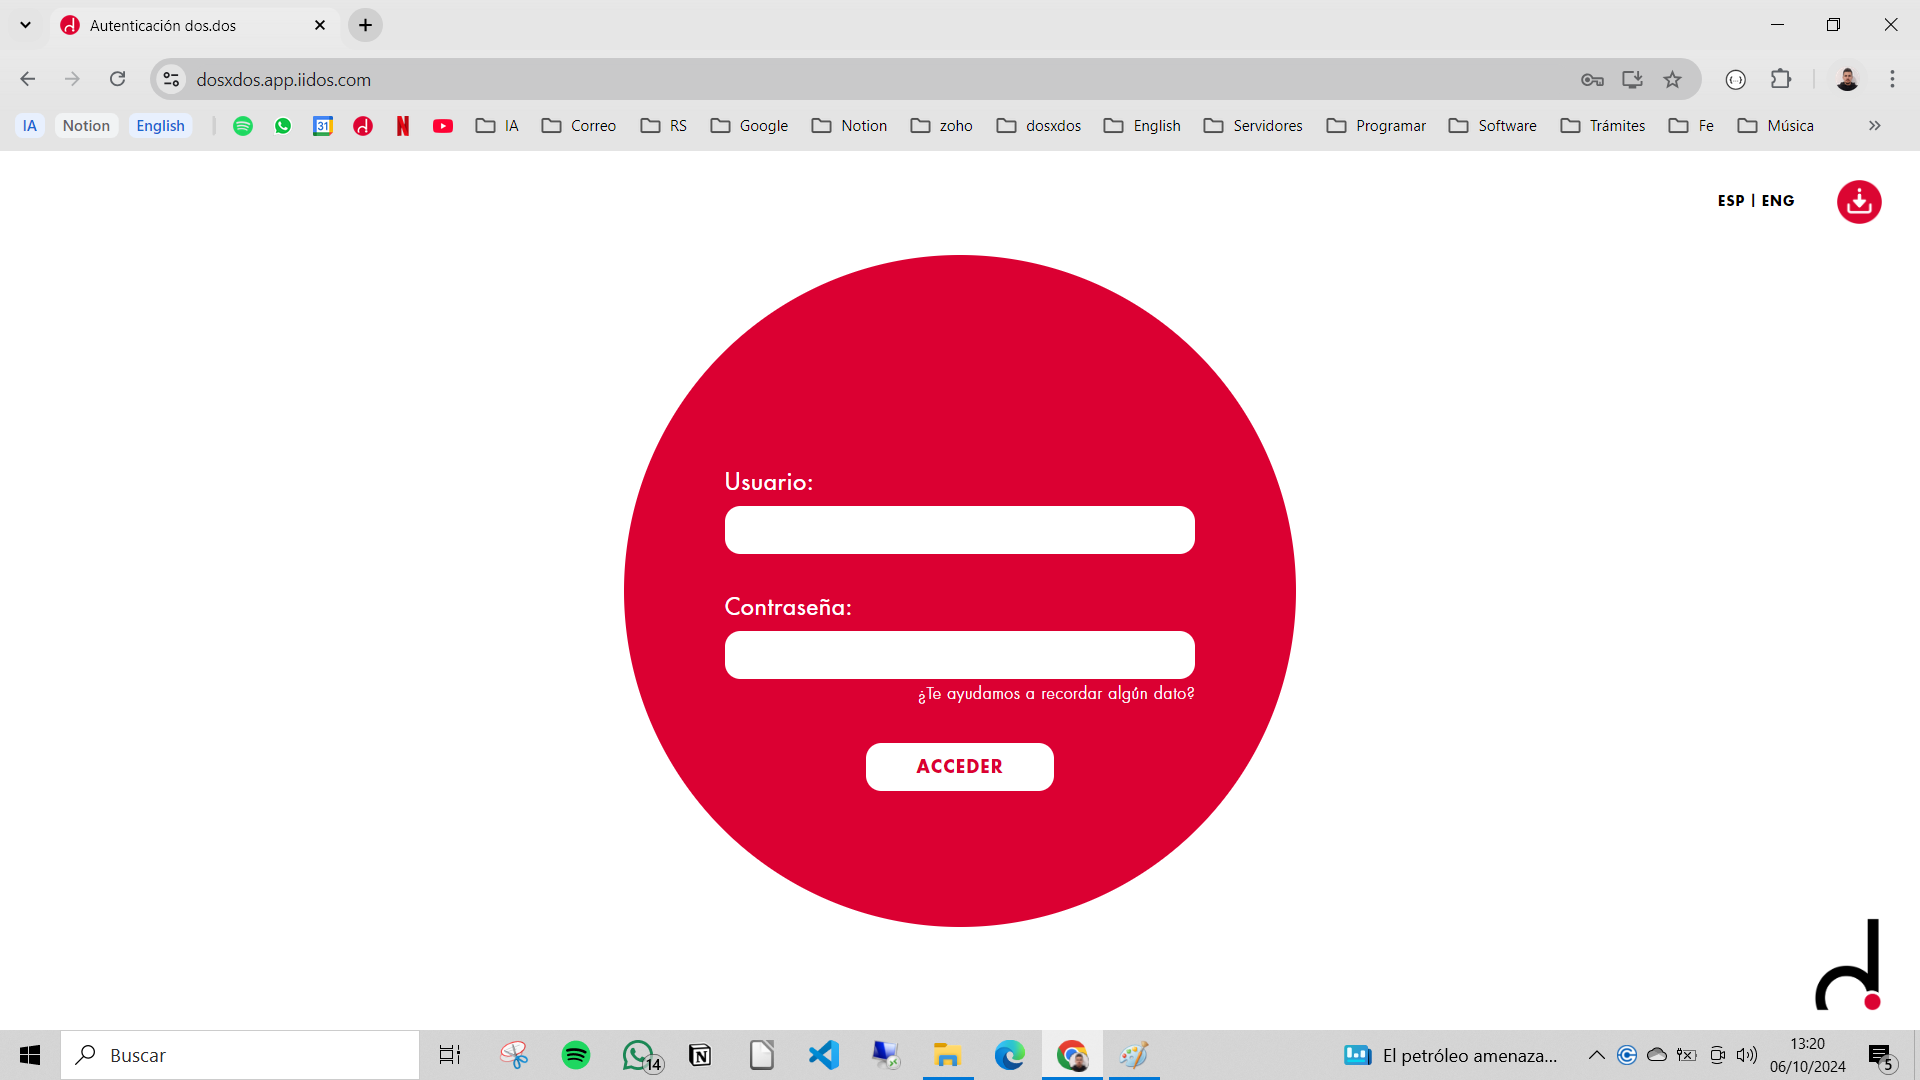 Autenticación dos.dos
dosxdos.app.iidos.com
IA Notion English 31 IA Correo RS Google Notion zoho dosxdos English Servidores Programar Software Trámites Fe Música
ESP | ENG
Usuario:
Contraseña:
¿Te ayudamos a recordar algún dato?
ACCEDER
Buscar 14 El petróleo amenaza... 13:20
06/10/2024 5